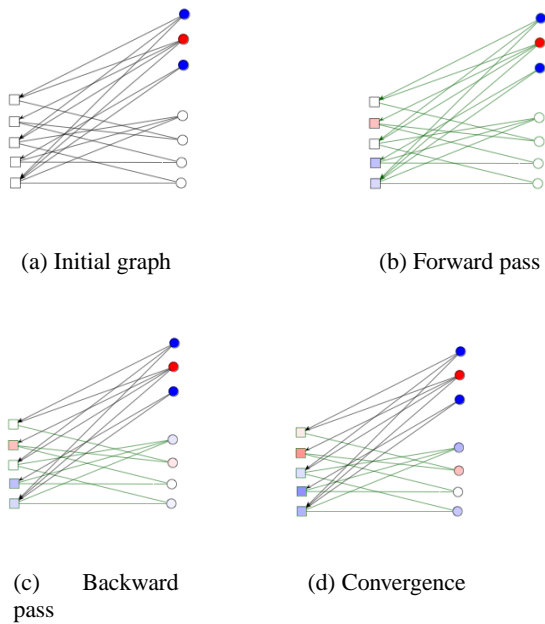 (a) Initial graph
(b) Forward pass
(c) Backward
pass
(d) Convergence